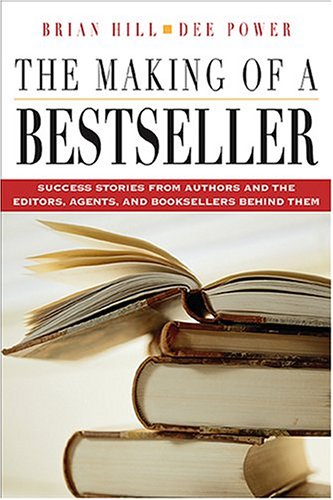 BRIAN HILL DEE POWER
THE MAKING OF A
BESTSELLER
SUCCESS STORIES FROM AUTHORS AND THE
EDITORS, AGENTS, AND BOOKSELLERS BEHIND THEM